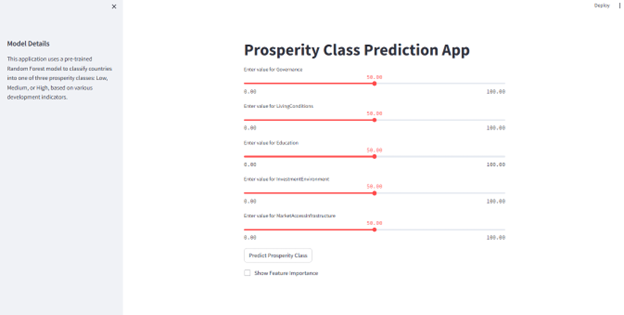 Deploy
Model Details
This application uses a pre-trained
Random Forest model to classify countries
into one of three prosperity classes: Low,
Medium, or High, based on various
development indicators.
Prosperity Class Prediction App
Enter value for Governance
50.00
0.00 100.00
Enter value for LivingConditions
50.00
0.00 100.00
Enter value for Education
50.00
0.00 100.00
Enter value for InvestmentEnvironment
50.00
0.00 100.00
Enter value for MarketAccessInfrastructure
50.00
0.00 100.00
Predict Prosperity Class
Show Feature Importance